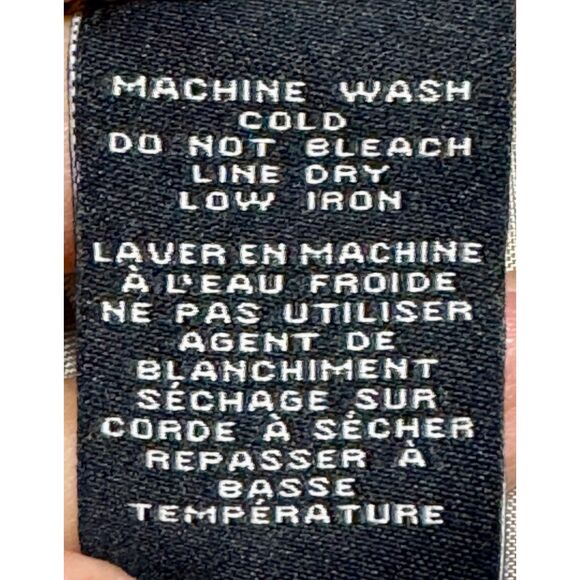 MACHINE WASH
COLD
DO NOT BLEACH
LINE DRY
LOW IRON
LAVER EN MACHINE
À L'EAU FROIDE
NE PAS UTILISER
AGENT DE
BLANCHIMENT
SÉCHAGE SUR
CORDE À SÉCHER
REPASSER À
BASSE
TEMPÉRATURE